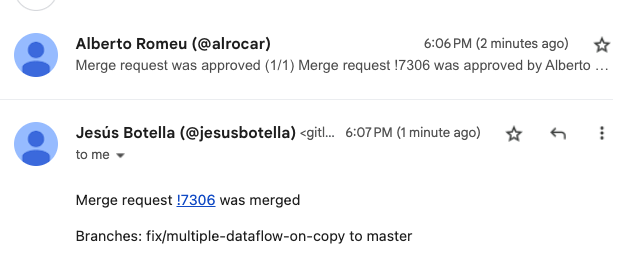 Alberto Romeu (@alrocar) 6:06 PM (2 minutes ago)
Merge request was approved (1/1) Merge request !7306 was approved by Alberto ...
Jesús Botella (@jesusbotella) <gitl... 6:07 PM (1 minute ago)
to me
Merge request !7306 was merged
Branches: fix/multiple-dataflow-on-copy to master